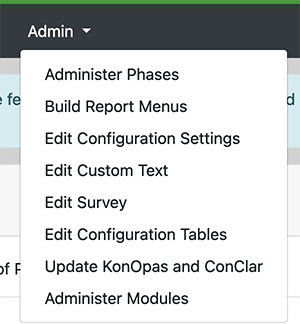 Admin
Administer Phases
e fe
d
Build Report Menus
Edit Configuration Settings
Edit Custom Text
Edit Survey
Edit Configuration Tables
of P
Update KonOpas and ConClar
Administer Modules